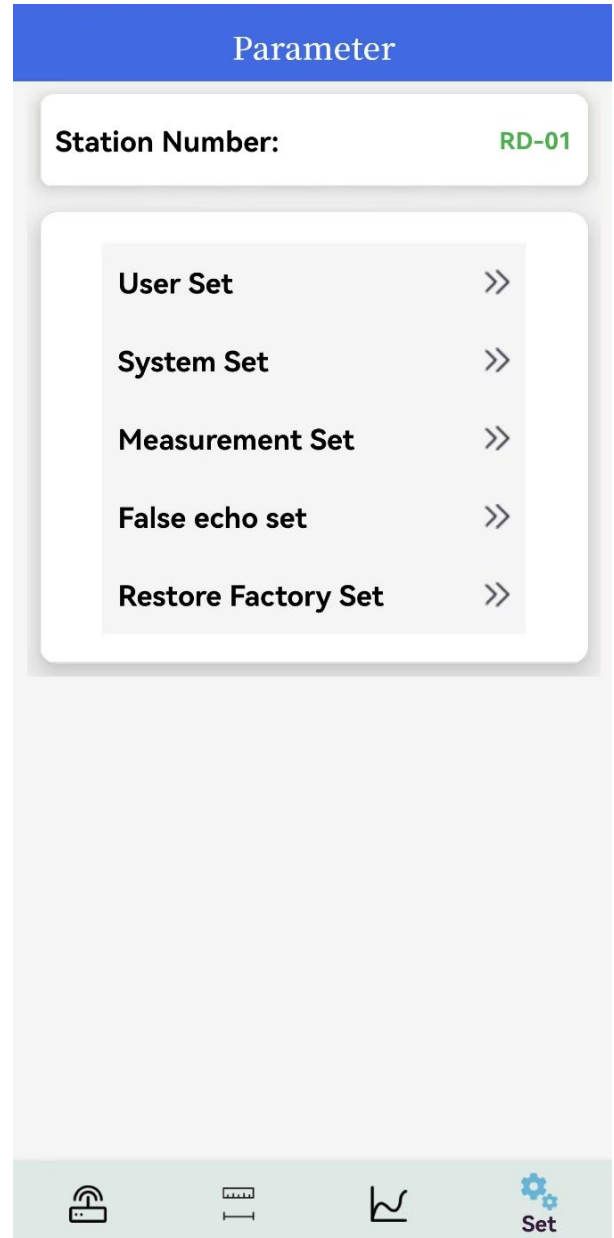 Parameter
Station Number: RD-01
User Set
System Set
Measurement Set
False echo set
Restore Factory Set
Set